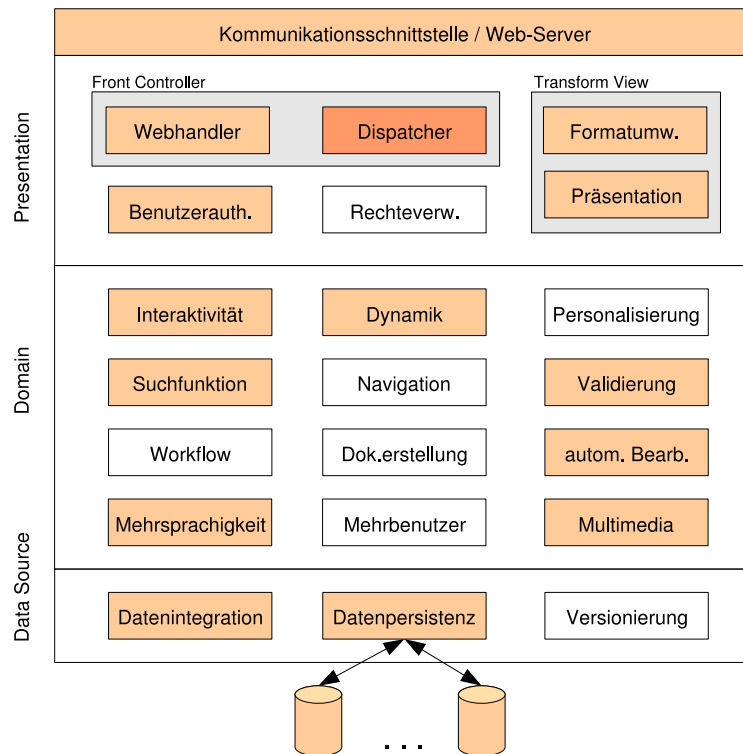 Kommunikationsschnittstelle / Web-Server
Presentation
Front Controller
Transform View
Webhandler
Dispatcher
Formatumw.
Benutzerauth.
Rechteverw.
Präsentation
Domain
Interaktivität
Dynamik
Personalisierung
Suchfunktion
Navigation
Validierung
Workflow
Dok.erstellung
autom. Bearb.
Mehrsprachigkeit
Mehrbenutzer
Multimedia
Data Source
Datenintegration
Datenpersistenz
Versionierung
. . .